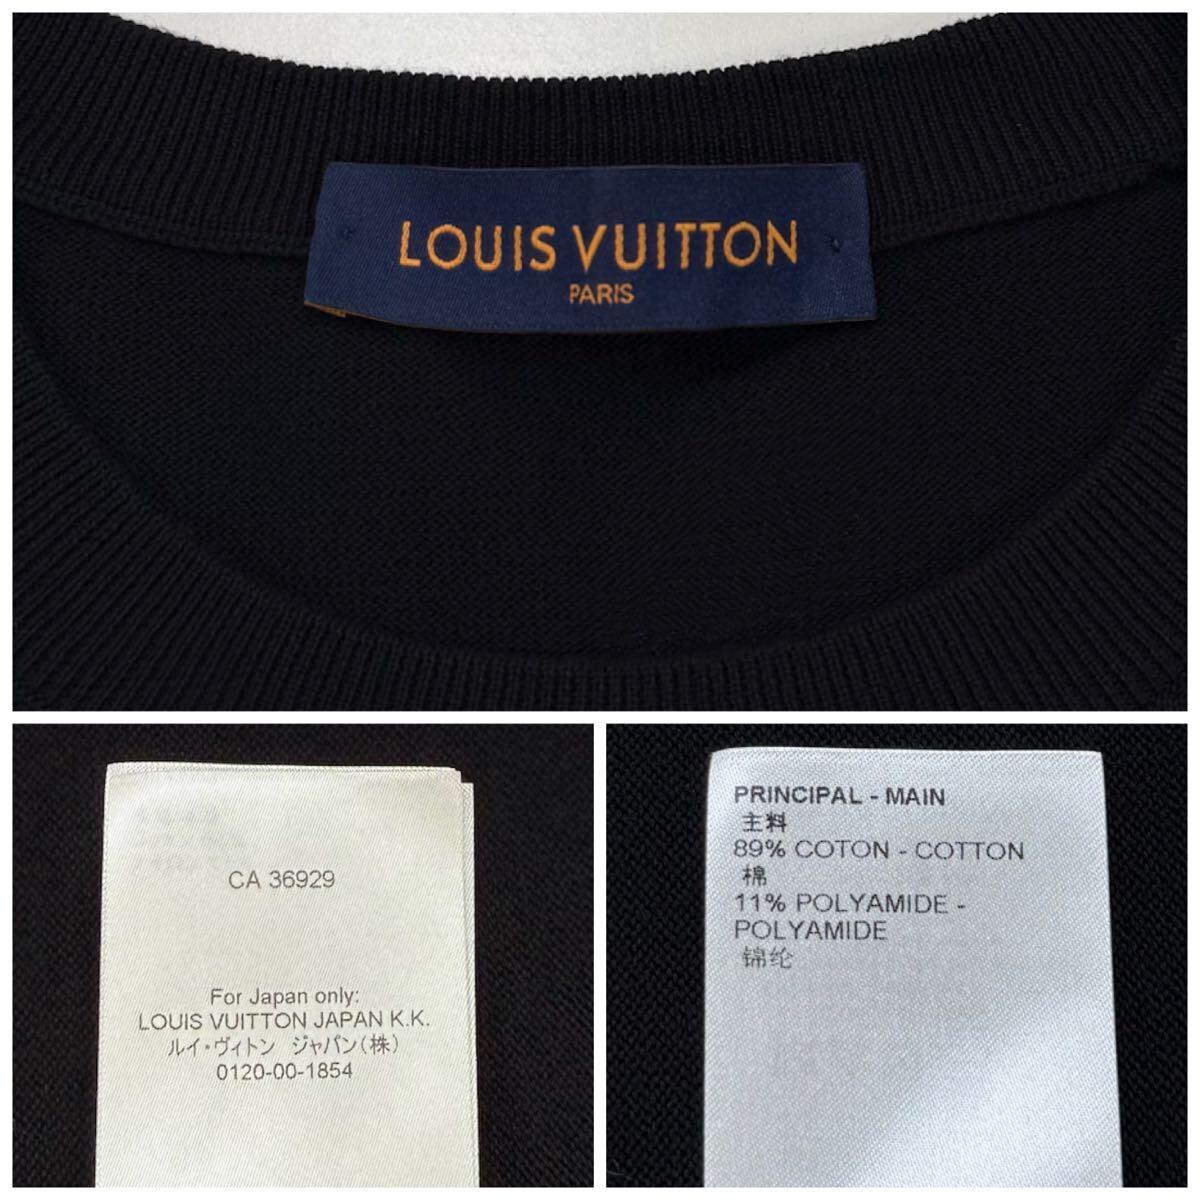 LOUIS VUITTON
PARIS
CA 36929
For Japan only:
LOUIS VUITTON JAPAN K.K.
ルイ・ヴィトン ジャパン(株)
0120-00-1854
PRINCIPAL - MAIN
主料
89% COTON - COTTON
棉
11% POLYAMIDE -
POLYAMIDE
锦纶